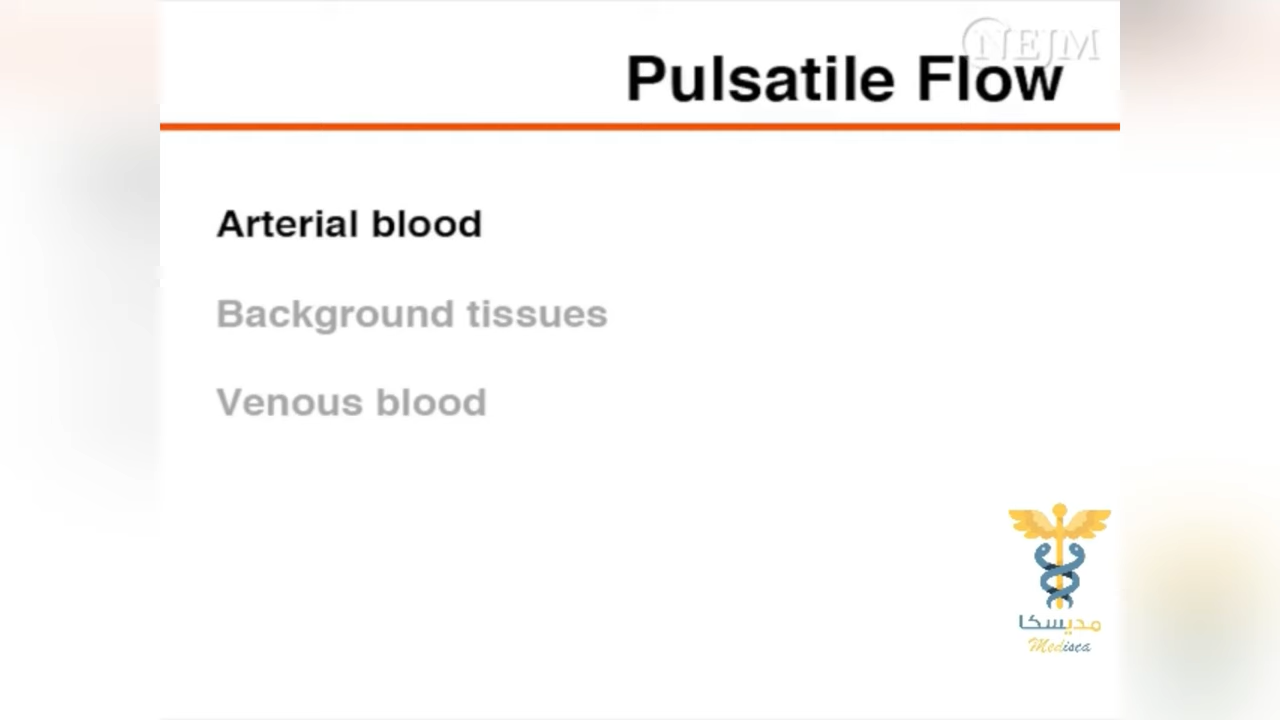 NEJM
Pulsatile Flow
Arterial blood
Background tissues
Venous blood
مديسكا
Medisca